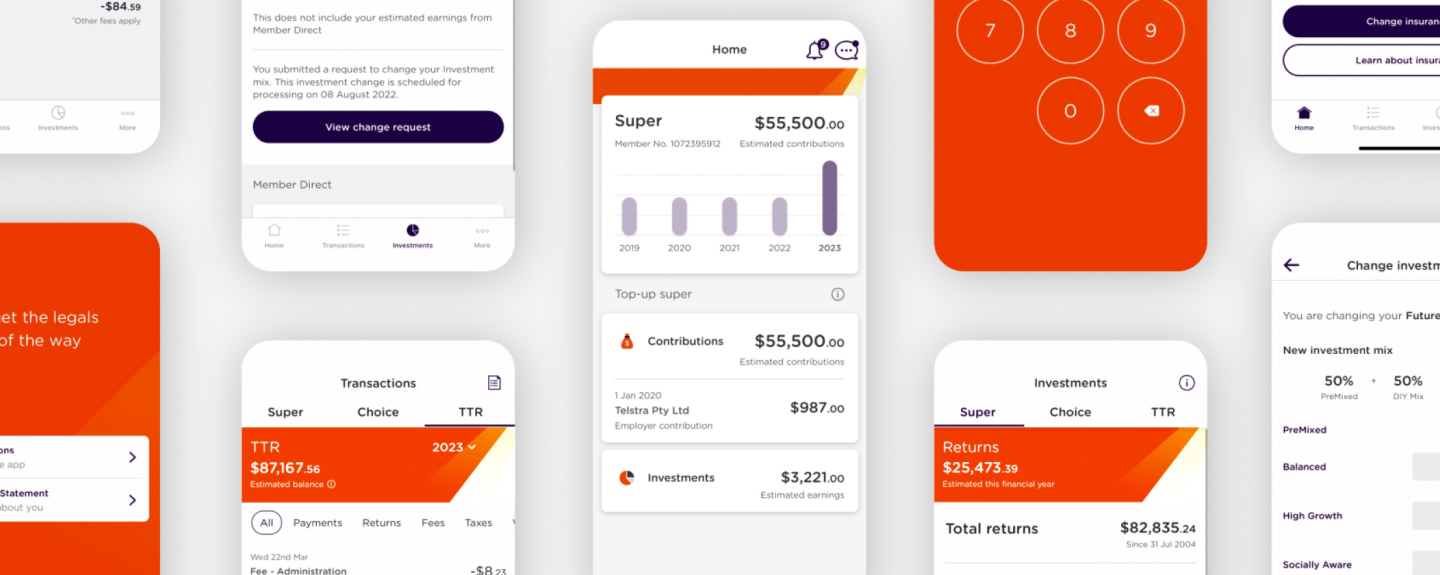 -$84.59
*Other fees apply
Investments
More
et the legals
of the way
e app
Statement
about you
This does not include your estimated earnings from
Member Direct
You submitted a request to change your Investment
mix. This investment change is scheduled for
processing on 08 August 2022.
View change request
Member Direct
Home
Transactions
Investments
More
Transactions
Super
Choice
TTR
TTR
2023
$87,167.56
Estimated balance
All
Payments
Returns
Fees
Taxes
Wed 22nd Mar
Fee - Administration
-$8.23
Home
9
Super
$55,500.00
Member No. 1072395912
Estimated contributions
2019
2020
2021
2022
2023
Top-up super
Contributions
$55,500.00
Estimated contributions
1 Jan 2020
Telstra Pty Ltd
$987.00
Employer contribution
Investments
$3,221.00
Estimated earnings
7
8
9
0
Investments
Super
Choice
TTR
Returns
$25,473.39
Estimated this financial year
Total returns
$82,835.24
Since 31 Jul 2004
Change insuran
Learn about insura
Home
Transactions
Inves
Change investm
You are changing your Future
New investment mix
50% + 50%
PreMixed
DIY Mix
PreMixed
Balanced
High Growth
Socially Aware